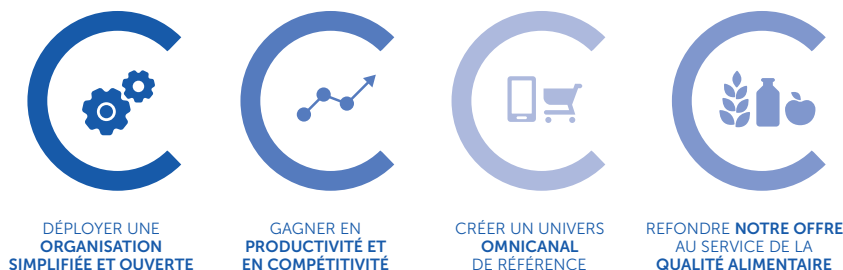 DÉPLOYER UNE
ORGANISATION
SIMPLIFIÉE ET OUVERTE
GAGNER EN
PRODUCTIVITÉ ET
EN COMPÉTITIVITÉ
CRÉER UN UNIVERS
OMNICANAL
DE RÉFÉRENCE
REFONDRE NOTRE OFFRE
AU SERVICE DE LA
QUALITÉ ALIMENTAIRE